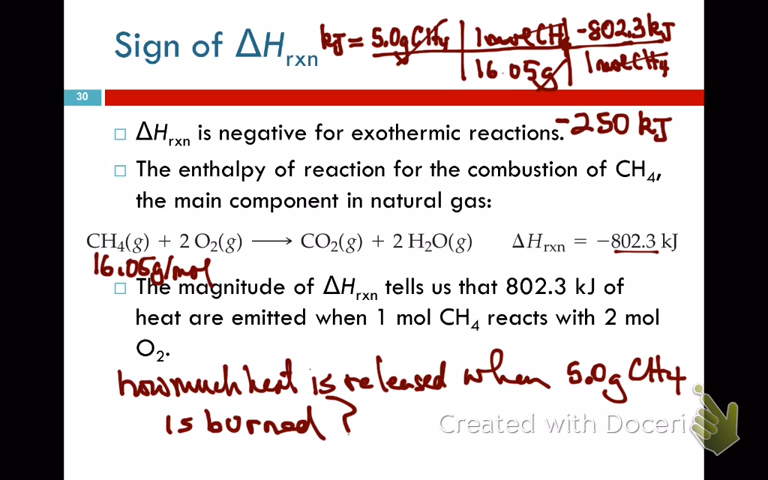 Sign of ΔHrxn kJ = 5.0g CH4 | 1 mol CH4 | -802.3 kJ
16.05g | 1 mol CH4
30
ΔHrxn is negative for exothermic reactions. -250 kJ
The enthalpy of reaction for the combustion of CH4,
the main component in natural gas:
CH4(g) + 2 O2(g) ⟶ CO2(g) + 2 H2O(g) ΔHrxn = −802.3 kJ
16.05g/mol
The magnitude of ΔHrxn tells us that 802.3 kJ of
heat are emitted when 1 mol CH4 reacts with 2 mol
O2.
how much heat is released when 5.0g CH4
is burned?
Created with Doceri